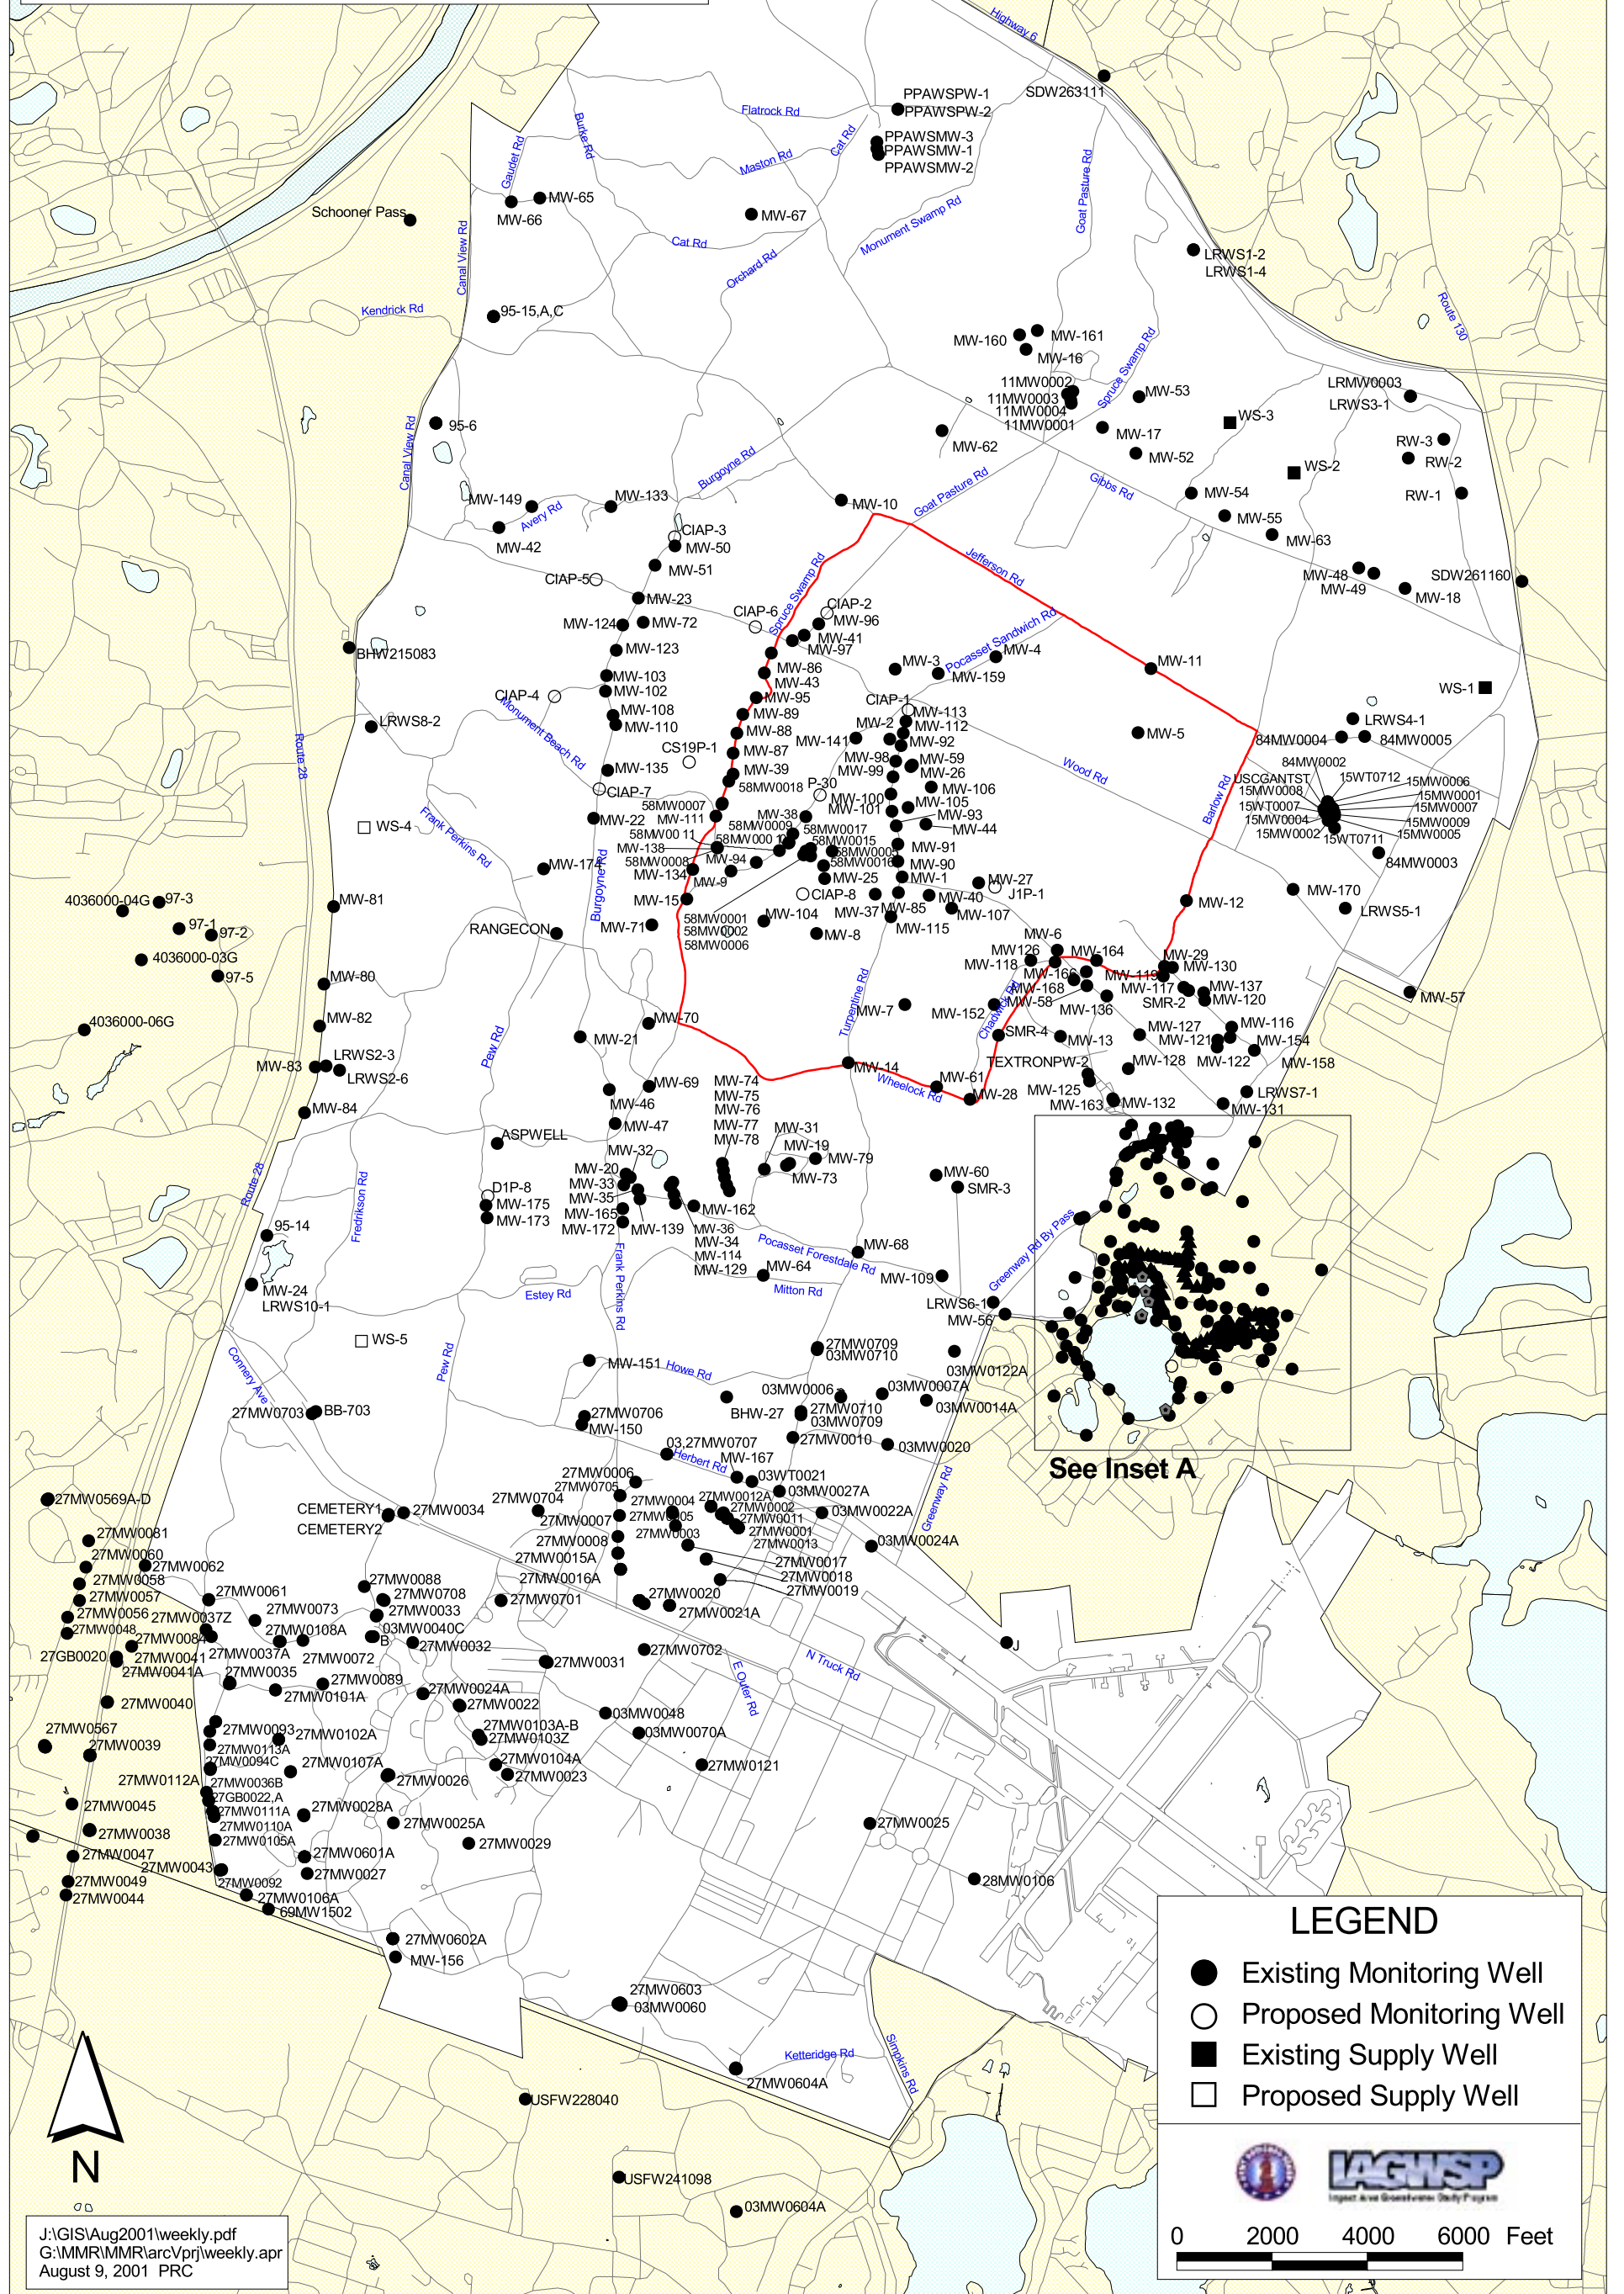 Highway 6
SDW263111
PPAWSPW-1
PPAWSPW-2
Flatrock Rd
Burke Rd
Cat Rd
PPAWSMW-3
PPAWSMW-1
PPAWSMW-2
Maston Rd
Gaudet Rd
Goat Pasture Rd
MW-65
MW-66
Schooner Pass
MW-67
Monument Swamp Rd
Canal View Rd
Cat Rd
Orchard Rd
LRWS1-2
LRWS1-4
Route 130
Kendrick Rd
95-15,A,C
MW-160
MW-161
MW-16
Spruce Swamp Rd
11MW0002
11MW0003
11MW0004
11MW0001
MW-53
LRMW0003
LRWS3-1
WS-3
95-6
Canal View Rd
MW-62
MW-17
MW-52
RW-3
RW-2
WS-2
RW-1
Burgoyne Rd
Goat Pasture Rd
Gibbs Rd
MW-54
MW-149
MW-133
Avery Rd
MW-10
MW-55
MW-42
CIAP-3
MW-50
MW-63
MW-51
CIAP-5
Jefferson Rd
Spruce Swamp Rd
MW-48
MW-49
SDW261160
MW-18
MW-23
CIAP-6
CIAP-2
MW-96
MW-124
MW-72
MW-41
MW-97
Pocasset Sandwich Rd
MW-123
BHW215083
MW-3
MW-4
MW-159
MW-11
MW-86
MW-43
MW-103
MW-102
CIAP-4
MW-95
CIAP-1
WS-1
Monument Beach Rd
MW-108
MW-110
MW-89
MW-88
MW-113
MW-2
MW-112
LRWS8-2
LRWS4-1
MW-141
MW-92
MW-5
84MW0004
84MW0005
Route 28
CS19P-1
MW-87
MW-98
MW-59
MW-99
MW-26
Wood Rd
84MW0002
USCGANTST
15WT0712
15MW0006
MW-135
MW-39
58MW0018
P-30
MW-106
Barlow Rd
15MW0008
15MW0001
CIAP-7
MW-100
MW-105
15WT0007
15MW0007
58MW0007
MW-101
MW-93
15MW0004
15MW0009
MW-22
MW-111
MW-38
58MW0009
58MW0017
MW-44
15MW0002
15WT0711
15MW0005
WS-4
Frank Perkins Rd
58MW00 11
58MW0015
MW-91
MW-138
58MW0005
84MW0003
58MW0008
MW-94
58MW0016
MW-90
MW-174
MW-134
MW-9
MW-25
MW-1
MW-27
J1P-1
MW-170
4036000-04G
97-3
MW-81
Burgoyne Rd
MW-15
CIAP-8
MW-37
MW-85
MW-40
MW-12
LRWS5-1
97-1
97-2
RANGECON
MW-71
58MW0001
58MW0002
58MW0006
MW-104
MW-8
MW-115
MW-107
4036000-03G
MW-6
MW126
MW-118
MW-164
MW-29
MW-130
97-5
MW-80
MW-166
MW-119
MW-168
MW-117
MW-137
MW-57
4036000-06G
MW-82
MW-7
MW-152
MW-58
SMR-2
MW-120
MW-136
MW-70
Turpentine Rd
Chadwick Rd
MW-21
Pew Rd
SMR-4
MW-13
MW-127
MW-116
MW-121
MW-154
LRWS2-3
LRWS2-6
MW-83
MW-14
TEXTRONPW-2
MW-128
MW-122
MW-158
MW-69
MW-61
Wheelock Rd
MW-28
MW-125
MW-163
MW-132
LRWS7-1
MW-131
MW-84
MW-46
MW-74
MW-75
MW-76
MW-77
MW-78
MW-47
ASPWELL
MW-31
MW-19
MW-79
MW-73
MW-32
MW-20
MW-33
MW-35
MW-165
MW-172
MW-139
MW-162
MW-60
SMR-3
D1P-8
MW-175
MW-173
Fredrikson Rd
Route 28
95-14
MW-36
MW-34
MW-114
MW-129
MW-68
Pocasset Forestdale Rd
MW-64
MW-109
Greenway Rd By Pass
MW-24
LRWS10-1
Estey Rd
Frank Perkins Rd
Mitton Rd
LRWS6-1
MW-56
WS-5
Pew Rd
Connery Ave
MW-151
Howe Rd
27MW0709
03MW0710
03MW0122A
03MW0006
03MW0007A
03MW0014A
BHW-27
27MW0710
03MW0709
27MW0703
BB-703
27MW0706
MW-150
27MW0010
03MW0020
See Inset A
03,27MW0707
Herbert Rd
MW-167
03WT0021
Greenway Rd
27MW0006
27MW0705
03MW0027A
27MW0569A-D
CEMETERY1
CEMETERY2
27MW0034
27MW0704
27MW0007
27MW0004
27MW0012A
27MW0002
27MW0011
03MW0022A
27MW0003
27MW0001
27MW0013
27MW0008
03MW0024A
27MW0081
27MW0060
27MW0062
27MW0015A
27MW0017
27MW0058
27MW0016A
27MW0018
27MW0057
27MW0061
27MW0088
27MW0708
27MW0701
27MW0020
27MW0019
27MW0056
27MW0037Z
27MW0073
27MW0033
27MW0021A
27MW0048
27MW0108A
03MW0040C
B
27MW0084
27MW0032
J
27GB0020
27MW0041
27MW0041A
27MW0037A
27MW0072
27MW0031
27MW0702
N Truck Rd
E Outer Rd
27MW0035
27MW0089
27MW0101A
27MW0024A
27MW0040
27MW0022
03MW0048
27MW0567
27MW0093
27MW0102A
27MW0103A-B
27MW0103Z
03MW0070A
27MW0039
27MW0113A
27MW0094C
27MW0107A
27MW0104A
27MW0121
27MW0112A
27MW0036B
27MW0026
27MW0023
27GB0022,A
27MW0045
27MW0111A
27MW0028A
27MW0110A
27MW0025A
27MW0025
27MW0038
27MW0105A
27MW0029
27MW0047
27MW0043
27MW0601A
27MW0027
27MW0049
27MW0092
28MW0106
27MW0044
27MW0106A
69MW1502
27MW0602A
MW-156
27MW0603
03MW0060
Simpkins Rd
Ketteridge Rd
27MW0604A
USFW228040
USFW241098
03MW0604A
LEGEND
Existing Monitoring Well
Proposed Monitoring Well
Existing Supply Well
Proposed Supply Well
IAGWSP
Impact Area Groundwater Study Program
0 2000 4000 6000 Feet
N
J:\GIS\Aug2001\weekly.pdf
G:\MMR\MMR\arcVprj\weekly.apr
August 9, 2001 PRC